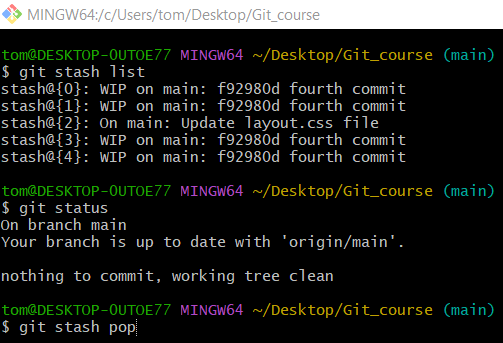 MINGW64:/c/Users/tom/Desktop/Git_course
tom@DESKTOP-OUTOE77 MINGW64 ~/Desktop/Git_course (main)
$ git stash list
stash@{0}: WIP on main: f92980d fourth commit
stash@{1}: WIP on main: f92980d fourth commit
stash@{2}: On main: Update layout.css file
stash@{3}: WIP on main: f92980d fourth commit
stash@{4}: WIP on main: f92980d fourth commit
tom@DESKTOP-OUTOE77 MINGW64 ~/Desktop/Git_course (main)
$ git status
On branch main
Your branch is up to date with 'origin/main'.
nothing to commit, working tree clean
tom@DESKTOP-OUTOE77 MINGW64 ~/Desktop/Git_course (main)
$ git stash pop